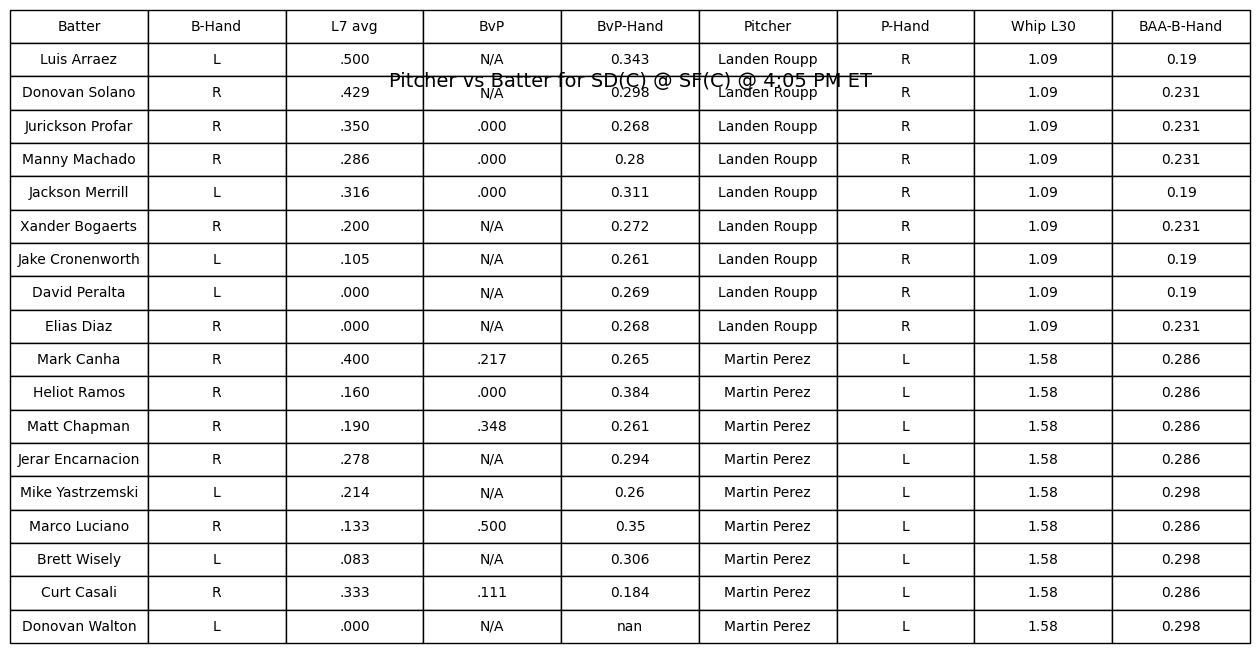 Batter B-Hand L7 avg BvP BvP-Hand Pitcher P-Hand Whip L30 BAA-B-Hand
Luis Arraez L .500 N/A 0.343 Landen Roupp R 1.09 0.19
Pitcher vs Batter for SD(C) @ SF(C) @ 4:05 PM ET
Donovan Solano R .429 N/A 0.298 Landen Roupp R 1.09 0.231
Jurickson Profar R .350 .000 0.268 Landen Roupp R 1.09 0.231
Manny Machado R .286 .000 0.28 Landen Roupp R 1.09 0.231
Jackson Merrill L .316 .000 0.311 Landen Roupp R 1.09 0.19
Xander Bogaerts R .200 N/A 0.272 Landen Roupp R 1.09 0.231
Jake Cronenworth L .105 N/A 0.261 Landen Roupp R 1.09 0.19
David Peralta L .000 N/A 0.269 Landen Roupp R 1.09 0.19
Elias Diaz R .000 N/A 0.268 Landen Roupp R 1.09 0.231
Mark Canha R .400 .217 0.265 Martin Perez L 1.58 0.286
Heliot Ramos R .160 .000 0.384 Martin Perez L 1.58 0.286
Matt Chapman R .190 .348 0.261 Martin Perez L 1.58 0.286
Jerar Encarnacion R .278 N/A 0.294 Martin Perez L 1.58 0.286
Mike Yastrzemski L .214 N/A 0.26 Martin Perez L 1.58 0.298
Marco Luciano R .133 .500 0.35 Martin Perez L 1.58 0.286
Brett Wisely L .083 N/A 0.306 Martin Perez L 1.58 0.298
Curt Casali R .333 .111 0.184 Martin Perez L 1.58 0.286
Donovan Walton L .000 N/A nan Martin Perez L 1.58 0.298